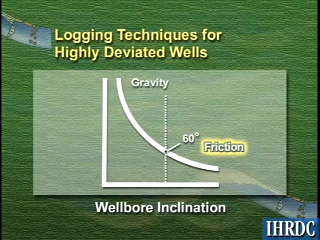 Logging Techniques for
Highly Deviated Wells
Gravity
60°
Friction
Wellbore Inclination
IHRDC